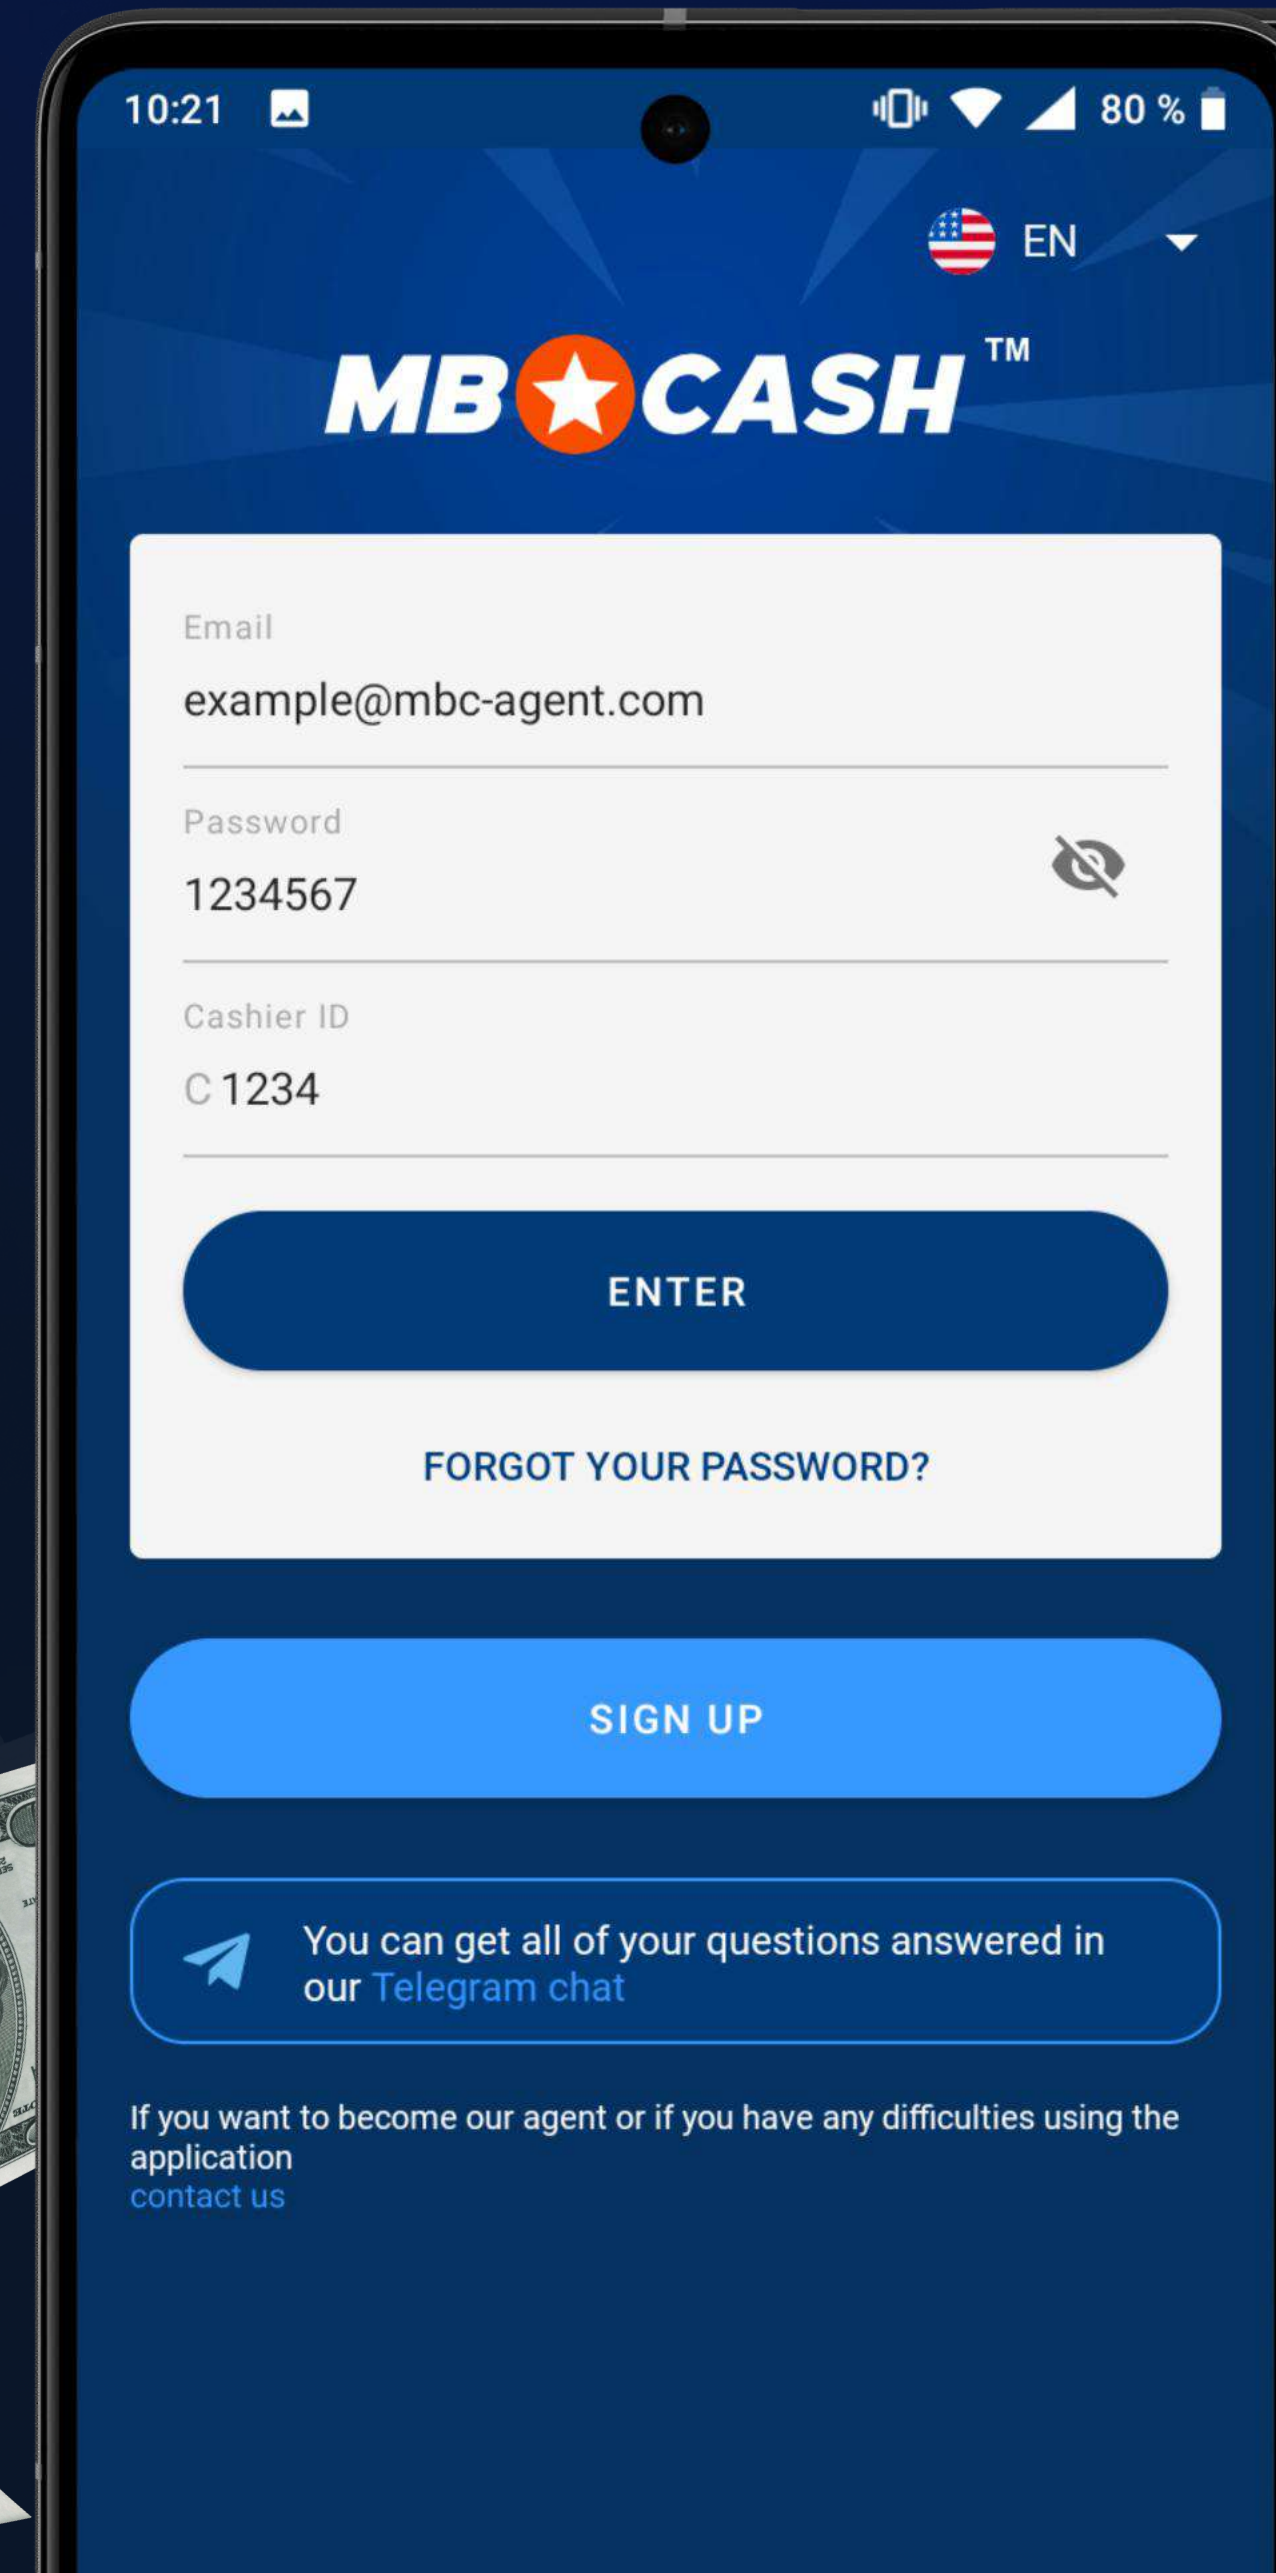 10:21
80 %
EN
MB CASH ™
Email
example@mbc-agent.com
Password
1234567
Cashier ID
C 1234
ENTER
FORGOT YOUR PASSWORD?
SIGN UP
You can get all of your questions answered in
our Telegram chat
If you want to become our agent or if you have any difficulties using the
application
contact us